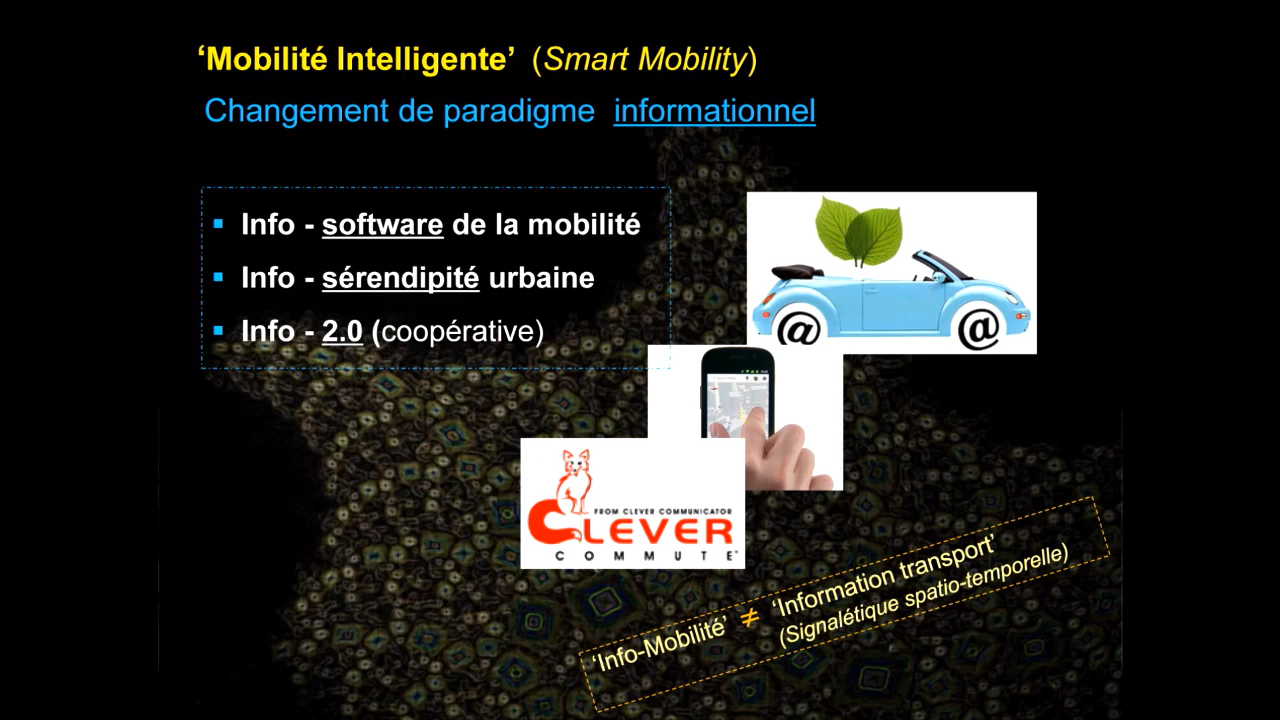 ‘Mobilité Intelligente’ (Smart Mobility)
Changement de paradigme informationnel
▪ Info - software de la mobilité
▪ Info - sérendipité urbaine
▪ Info - 2.0 (coopérative)
@ @
FROM CLEVER COMMUNICATOR
CLEVER
COMMUTE™
‘Info-Mobilité’ ≠ ‘Information transport’
(Signalétique spatio-temporelle)